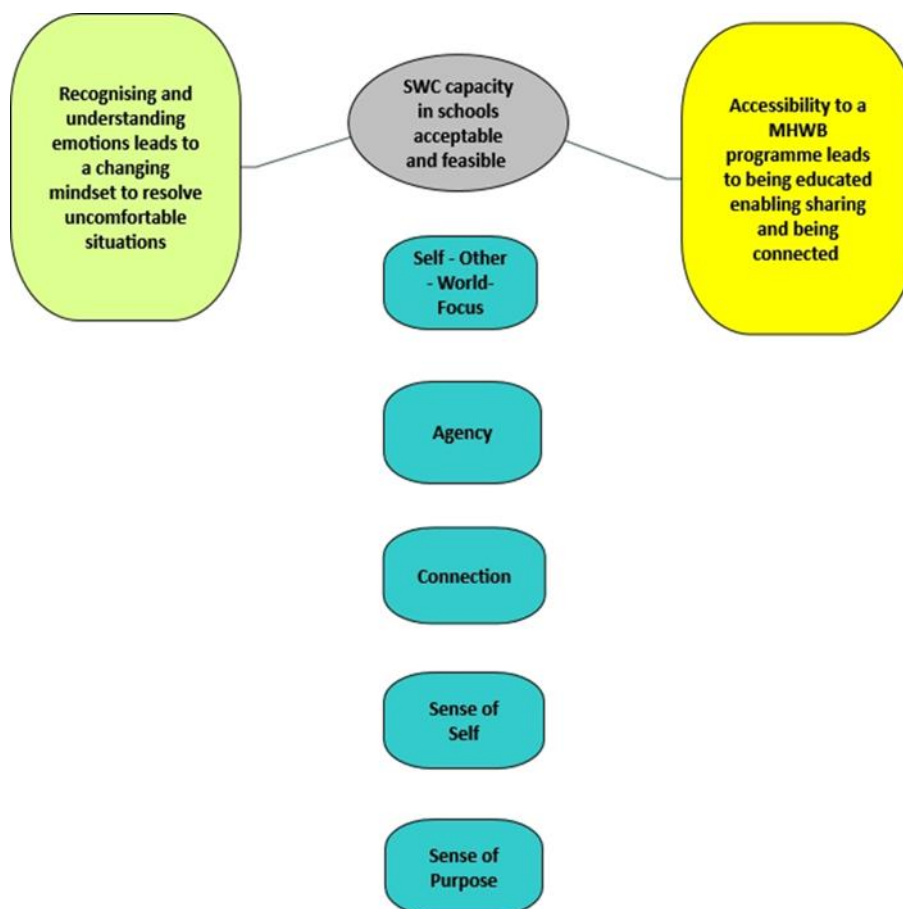 Recognising and
understanding
emotions leads to
a changing
mindset to resolve
uncomfortable
situations
SWC capacity
in schools
acceptable
and feasible
Accessibility to a
MHWB
programme leads
to being educated
enabling sharing
and being
connected
Self - Other
- World-
Focus
Agency
Connection
Sense of
Self
Sense of
Purpose